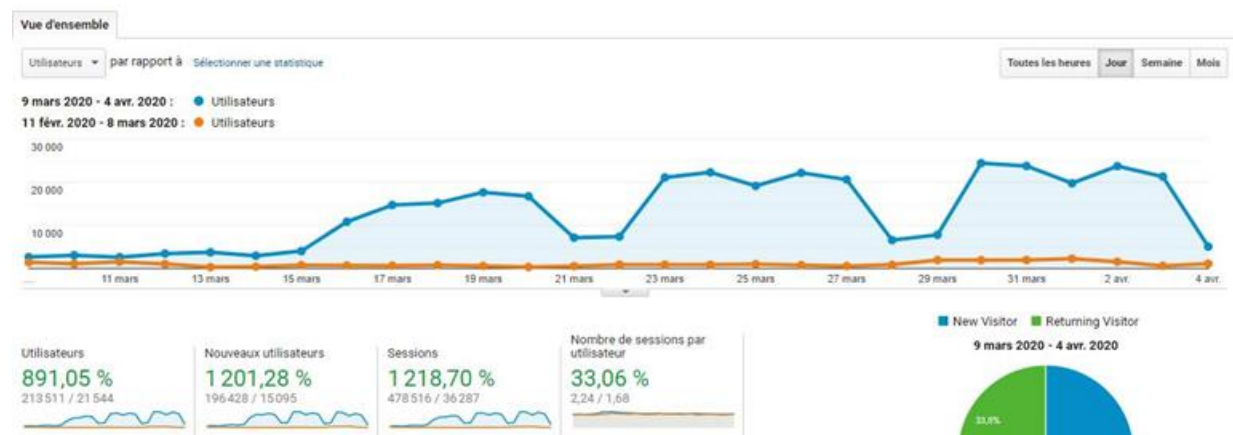 Vue d'ensemble
Utilisateurs par rapport à Sélectionner une statistique
Toutes les heures Jour Semaine Mois
9 mars 2020 - 4 avr. 2020 : Utilisateurs
11 févr. 2020 - 8 mars 2020 : Utilisateurs
30 000
20 000
10 000
... 11 mars 13 mars 15 mars 17 mars 19 mars 21 mars 23 mars 25 mars 27 mars 29 mars 31 mars 2 avr. 4 avr.
New Visitor Returning Visitor
9 mars 2020 - 4 avr. 2020
Utilisateurs
891,05 %
213 511 / 21 544
Nouveaux utilisateurs
1 201,28 %
196 428 / 15 095
Sessions
1 218,70 %
478 516 / 36 287
Nombre de sessions par
utilisateur
33,06 %
2,24 / 1,68